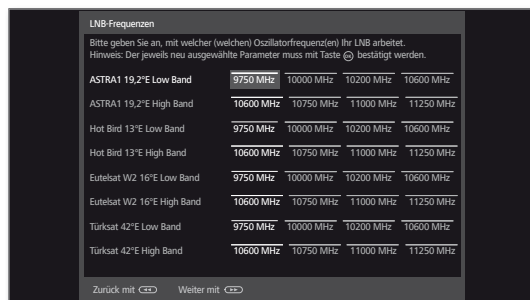 LNB-Frequenzen
Bitte geben Sie an, mit welcher (welchen) Oszillatorfrequenz(en) Ihr LNB arbeitet.
Hinweis: Der jeweils neu ausgewählte Parameter muss mit Taste OK bestätigt werden.
ASTRA1 19,2°E Low Band 9750 MHz 10000 MHz 10200 MHz 10600 MHz
ASTRA1 19,2°E High Band 10600 MHz 10750 MHz 11000 MHz 11250 MHz
Hot Bird 13°E Low Band 9750 MHz 10000 MHz 10200 MHz 10600 MHz
Hot Bird 13°E High Band 10600 MHz 10750 MHz 11000 MHz 11250 MHz
Eutelsat W2 16°E Low Band 9750 MHz 10000 MHz 10200 MHz 10600 MHz
Eutelsat W2 16°E High Band 10600 MHz 10750 MHz 11000 MHz 11250 MHz
Türksat 42°E Low Band 9750 MHz 10000 MHz 10200 MHz 10600 MHz
Türksat 42°E High Band 10600 MHz 10750 MHz 11000 MHz 11250 MHz
Zurück mit Weiter mit